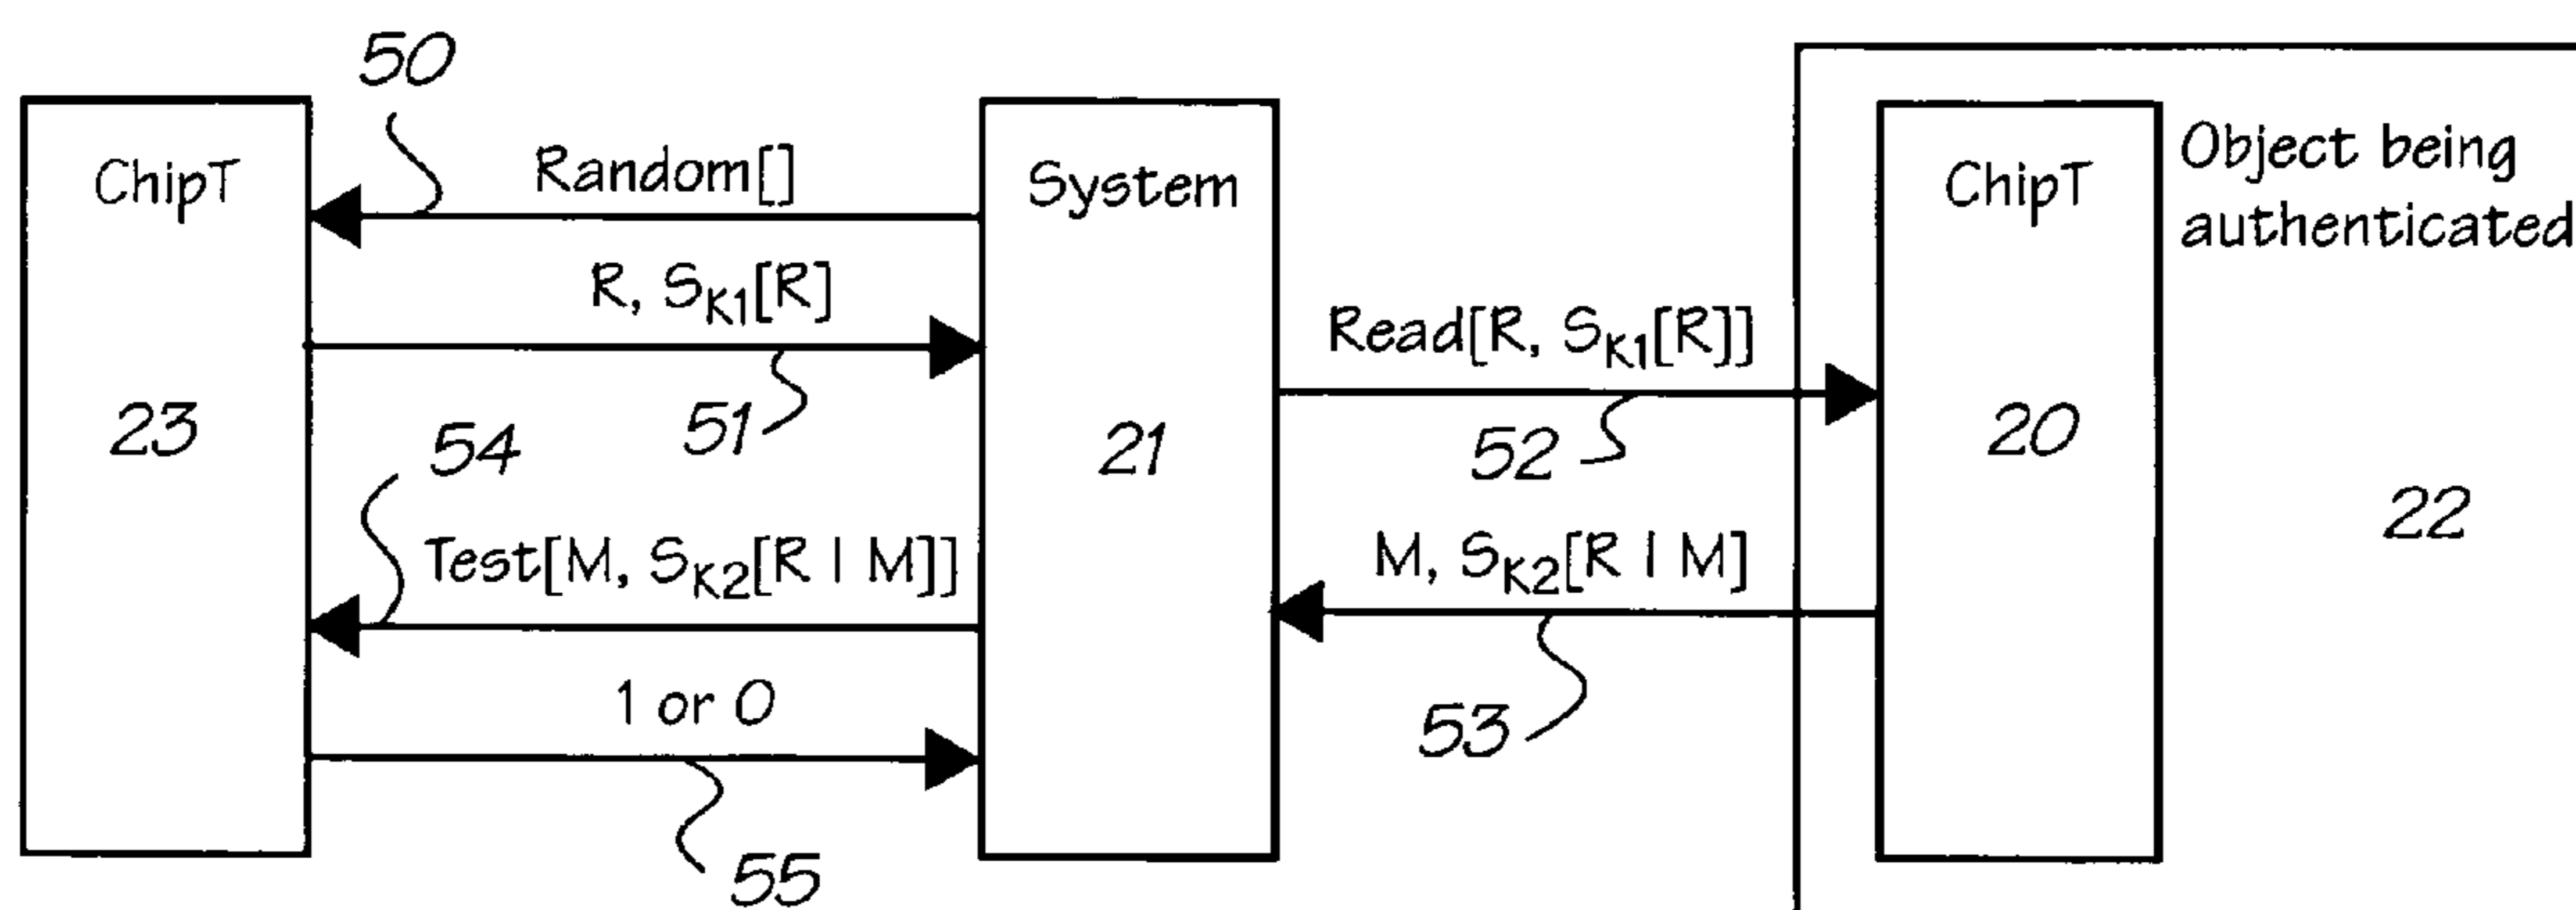 50
ChipT
Random[]
R, SK1[R]
23
51
54
Test[M, SK2[R | M]]
1 or 0
55
System
21
Read[R, SK1[R]]
52
M, SK2[R | M]
53
ChipT
20
Object being
authenticated
22